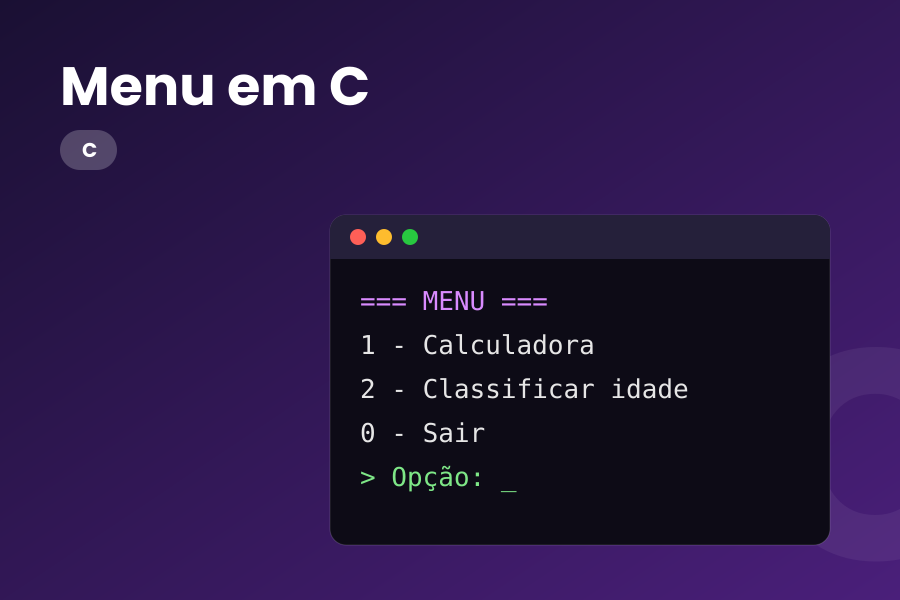 Menu em C
C
=== MENU ===
1 - Calculadora
2 - Classificar idade
0 - Sair
> Opção: _